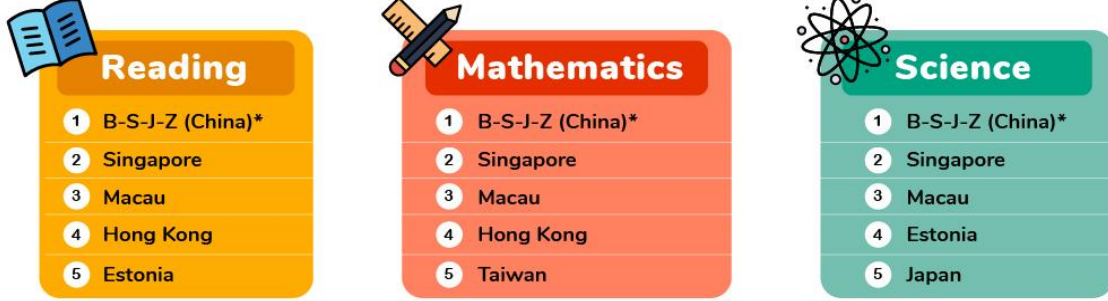 Reading
1 B-S-J-Z (China)*
2 Singapore
3 Macau
4 Hong Kong
5 Estonia
Mathematics
1 B-S-J-Z (China)*
2 Singapore
3 Macau
4 Hong Kong
5 Taiwan
Science
1 B-S-J-Z (China)*
2 Singapore
3 Macau
4 Estonia
5 Japan